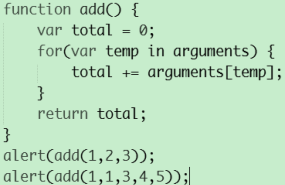 function add() {
    var total = 0;
    for(var temp in arguments) {
        total += arguments[temp];
    }
    return total;
}
alert(add(1,2,3));
alert(add(1,1,3,4,5));